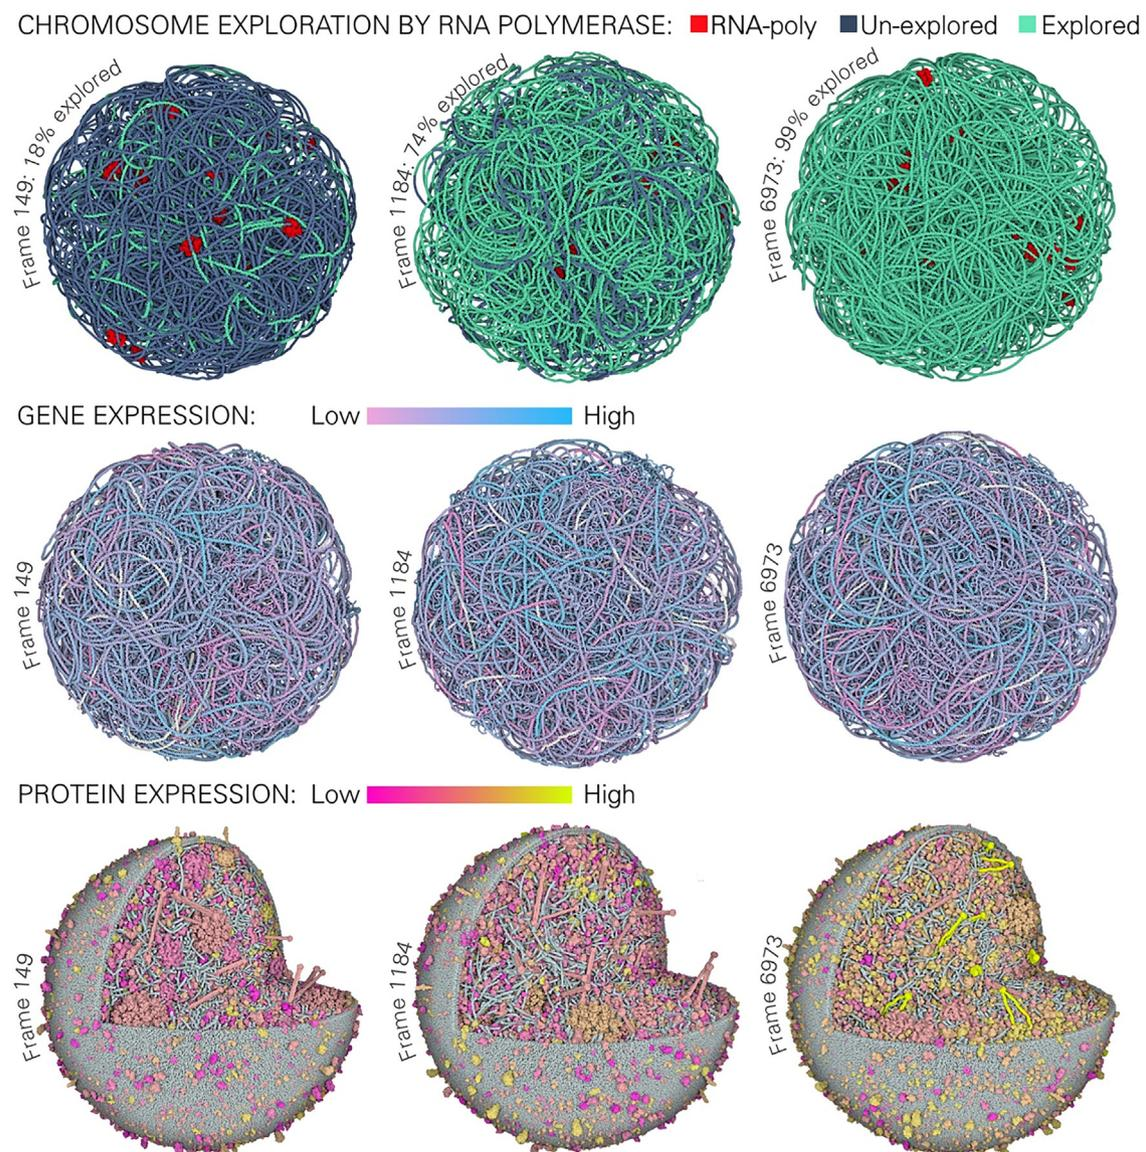 CHROMOSOME EXPLORATION BY RNA POLYMERASE: RNA-poly Un-explored Explored
Frame 149: 18% explored
Frame 1184: 74% explored
Frame 6973: 99% explored
GENE EXPRESSION: Low High
Frame 149
Frame 1184
Frame 6973
PROTEIN EXPRESSION: Low High
Frame 149
Frame 1184
Frame 6973